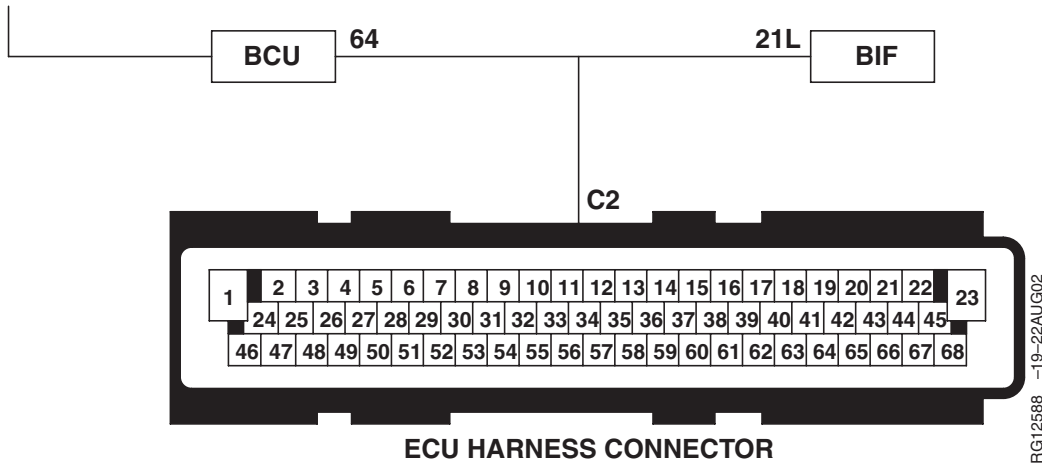 64 21L
BCU BIF
C2
1 2 3 4 5 6 7 8 9 10 11 12 13 14 15 16 17 18 19 20 21 22 23
24 25 26 27 28 29 30 31 32 33 34 35 36 37 38 39 40 41 42 43 44 45
46 47 48 49 50 51 52 53 54 55 56 57 58 59 60 61 62 63 64 65 66 67 68
ECU HARNESS CONNECTOR
RG12588 –19–22AUG02